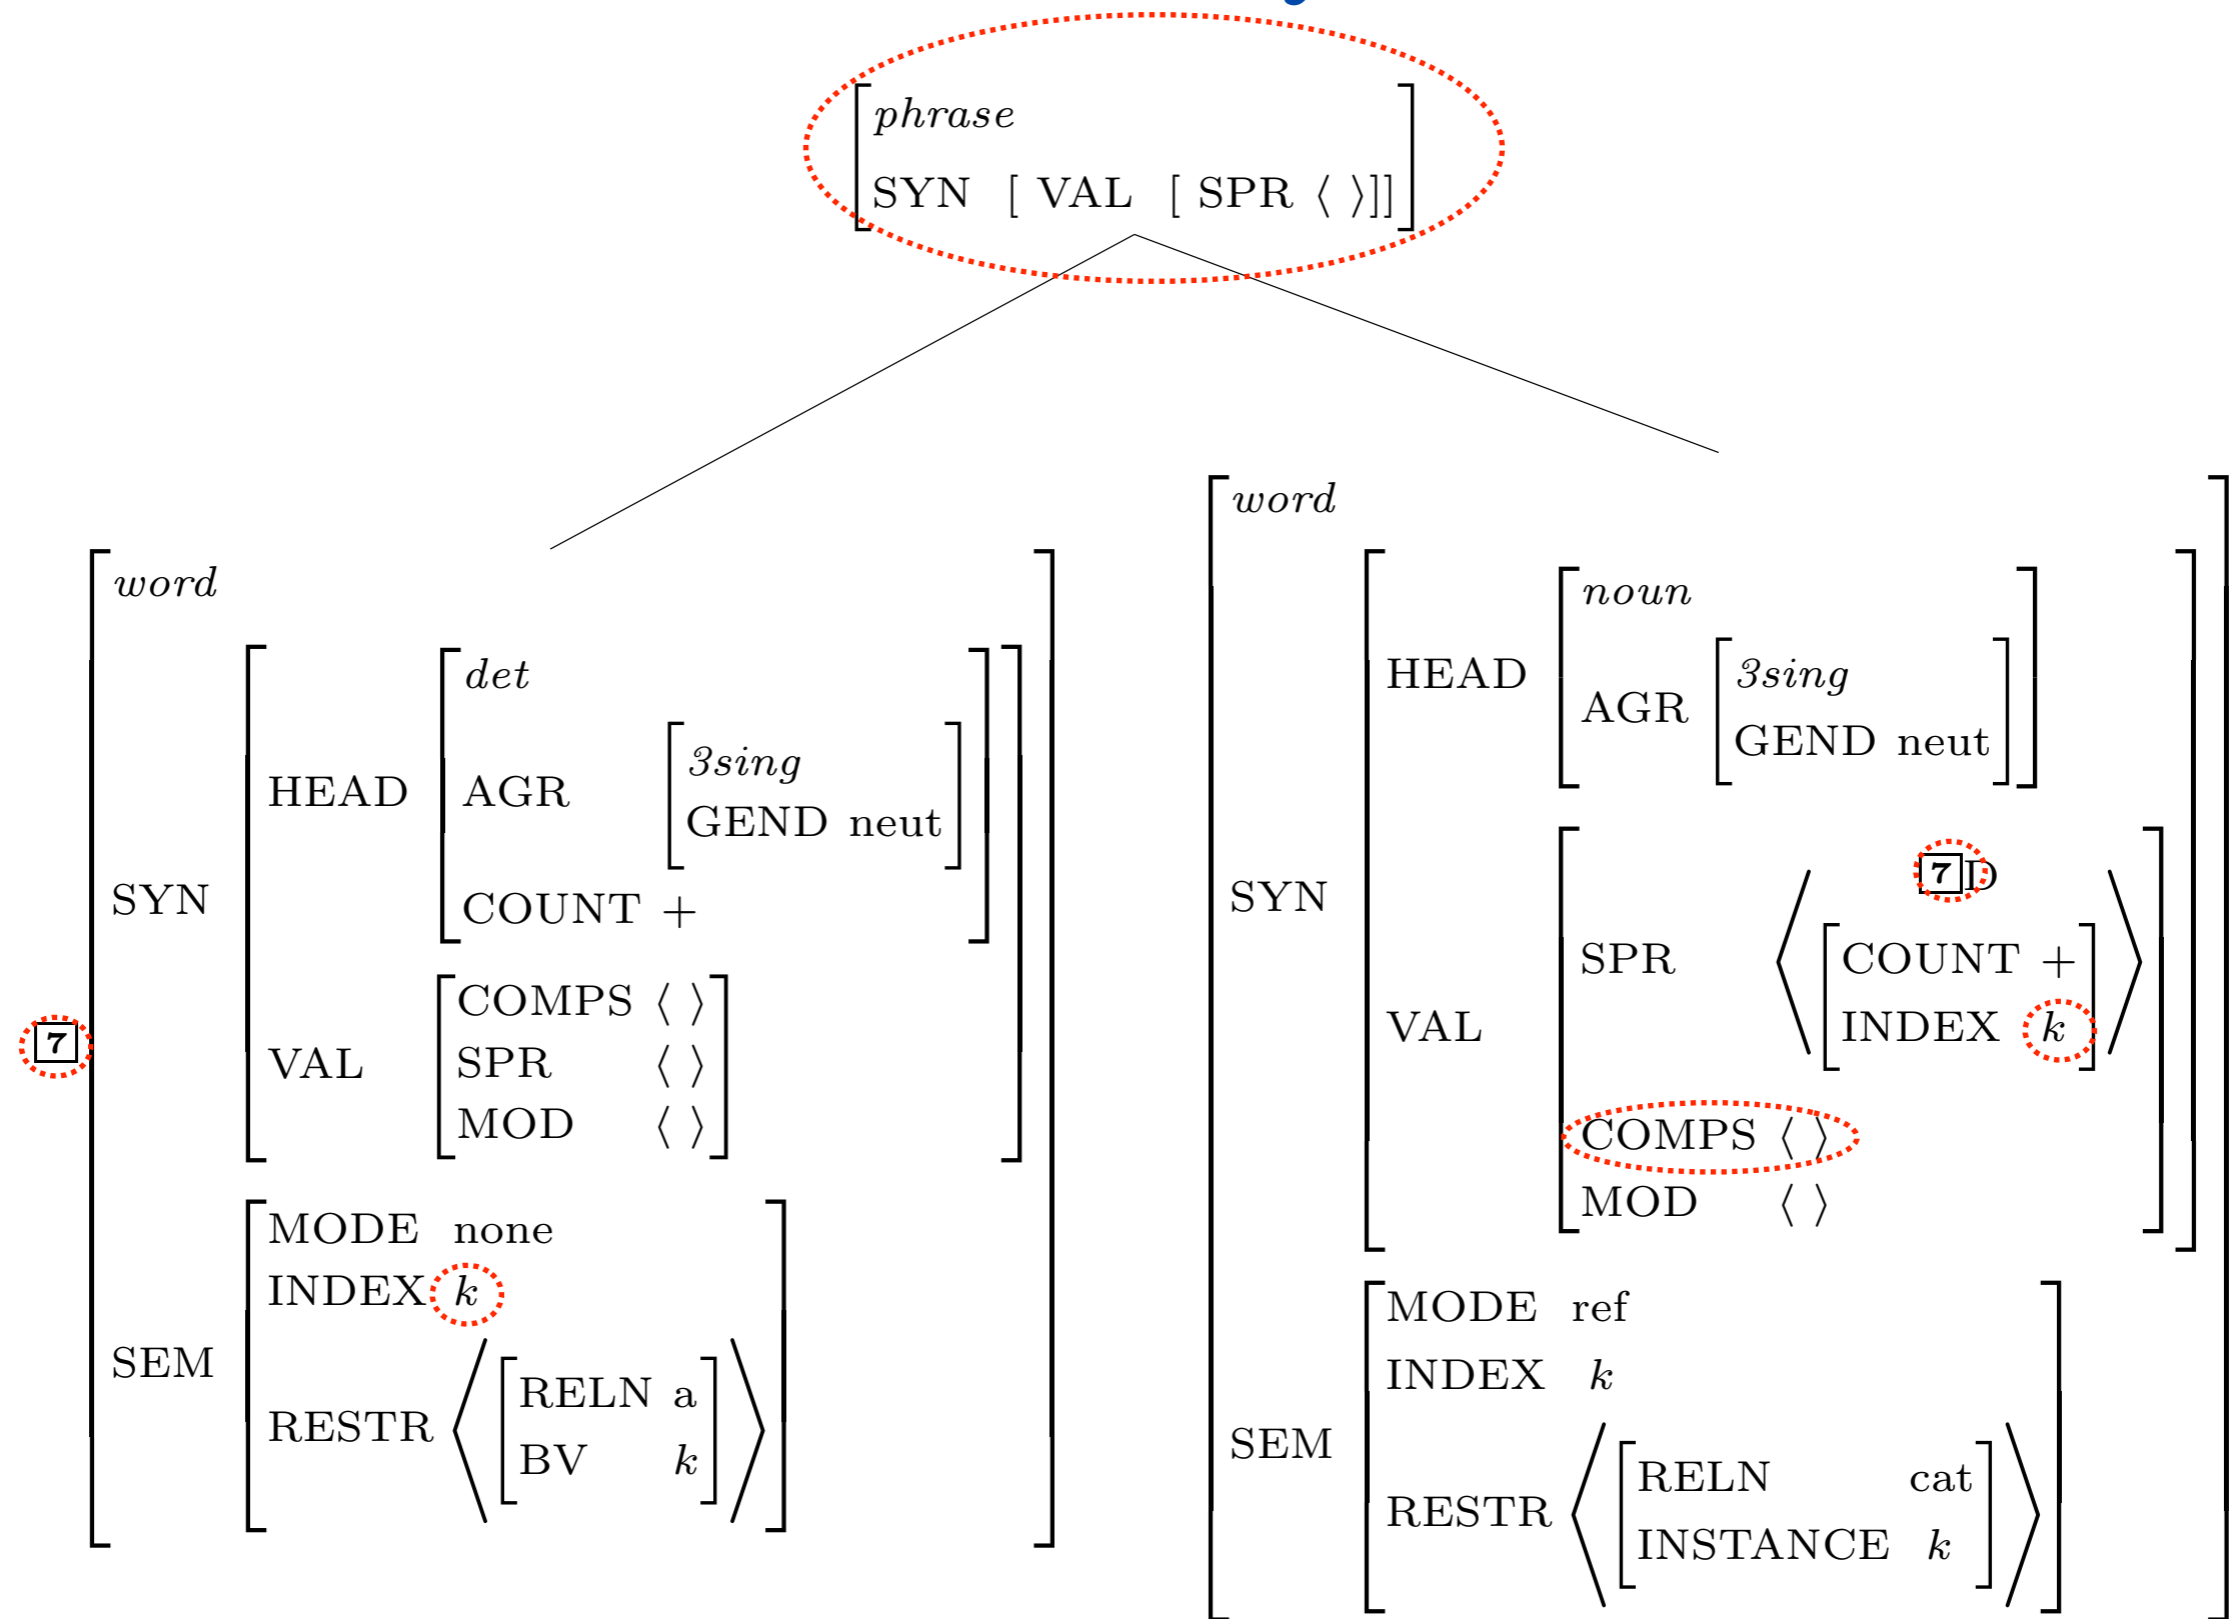 phrase
SYN [ VAL [ SPR ⟨ ⟩]]
7
word
SYN
HEAD
det
AGR
3sing
GEND neut
COUNT +
VAL
COMPS ⟨ ⟩
SPR ⟨ ⟩
MOD ⟨ ⟩
SEM
MODE none
INDEX k
RESTR
RELN a
BV k
word
SYN
HEAD
noun
AGR
3sing
GEND neut
VAL
SPR
7 D
COUNT +
INDEX k
COMPS ⟨ ⟩
MOD ⟨ ⟩
SEM
MODE ref
INDEX k
RESTR
RELN cat
INSTANCE k